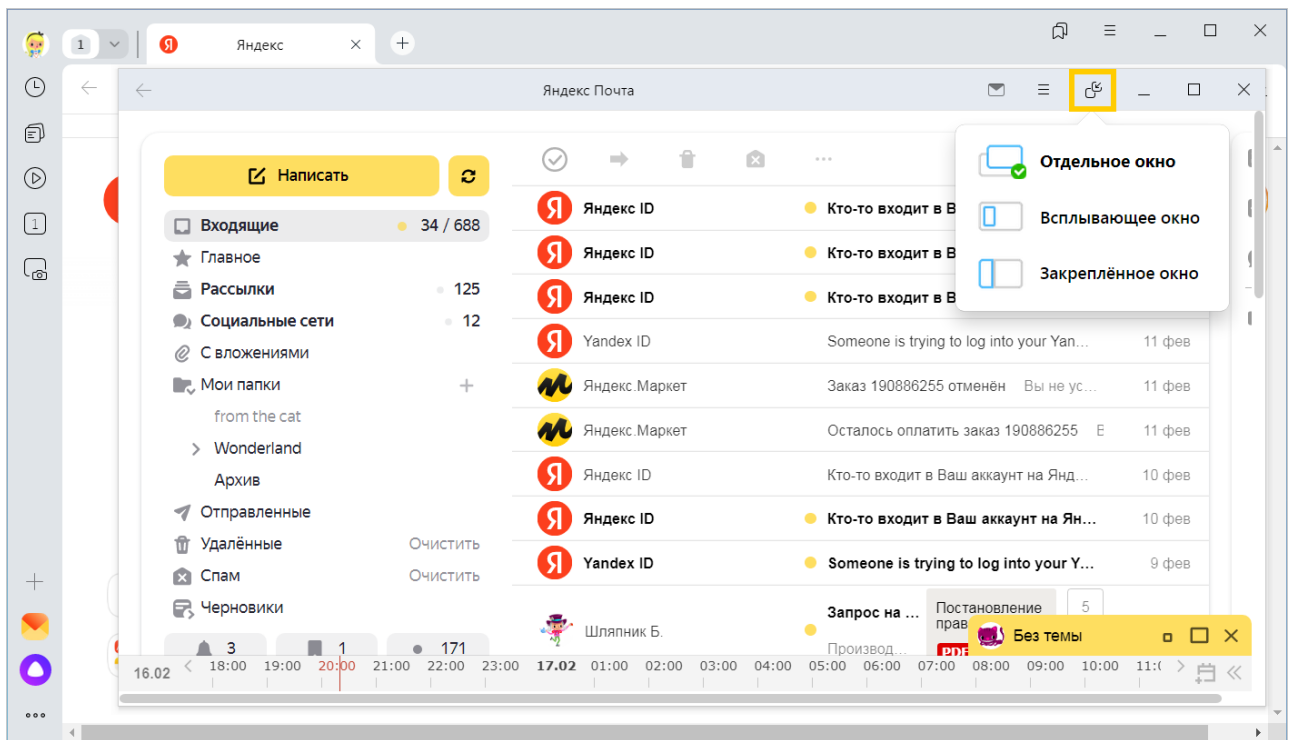 1 Я Яндекс
Яндекс Почта
Написать
Входящие 34 / 688
Главное
Рассылки 125
Социальные сети 12
С вложениями
Мои папки
from the cat
Wonderland
Архив
Отправленные
Удалённые Очистить
Спам Очистить
Черновики
3 1 171
Я Яндекс ID Кто-то входит в В
Я Яндекс ID Кто-то входит в В
Я Яндекс ID Кто-то входит в В
Я Yandex ID Someone is trying to log into your Yan... 11 фев
Яндекс.Маркет Заказ 190886255 отменён Вы не ус... 11 фев
Яндекс.Маркет Осталось оплатить заказ 190886255 11 фев
Я Яндекс ID Кто-то входит в Ваш аккаунт на Янд... 10 фев
Я Яндекс ID Кто-то входит в Ваш аккаунт на Ян... 10 фев
Я Yandex ID Someone is trying to log into your Y... 9 фев
Шляпник Б. Запрос на ...
Производ...
Постановление
прав
PDF
5
Отдельное окно
Всплывающее окно
Закреплённое окно
1
Без темы
16.02 18:00 19:00 20:00 21:00 22:00 23:00 17.02 01:00 02:00 03:00 04:00 05:00 06:00 07:00 08:00 09:00 10:00 11:(